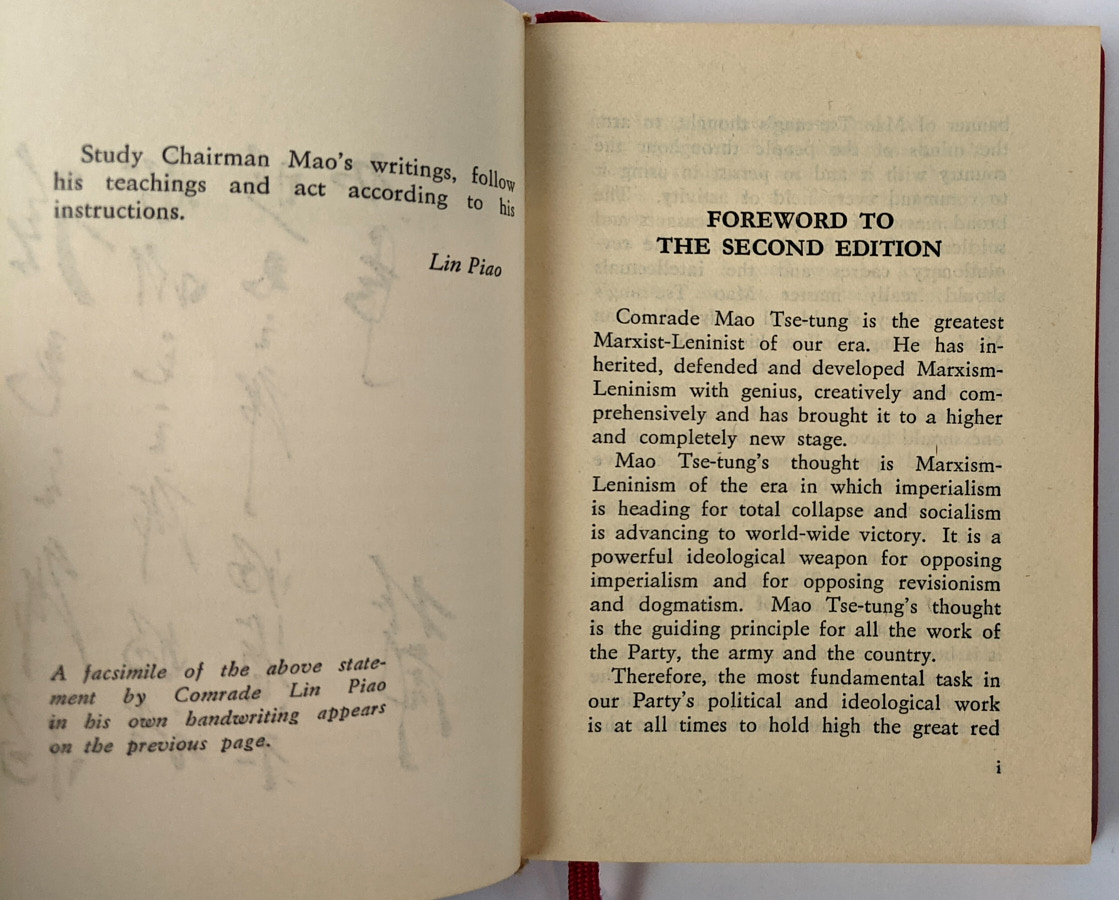 Study Chairman Mao's writings, follow
his teachings and act according to his
instructions.
Lin Piao
A facsimile of the above state-
ment by Comrade Lin Piao
in his own handwriting appears
on the previous page.
FOREWORD TO
THE SECOND EDITION
Comrade Mao Tse-tung is the greatest
Marxist-Leninist of our era. He has in-
herited, defended and developed Marxism-
Leninism with genius, creatively and com-
prehensively and has brought it to a higher
and completely new stage.
Mao Tse-tung's thought is Marxism-
Leninism of the era in which imperialism
is heading for total collapse and socialism
is advancing to world-wide victory. It is a
powerful ideological weapon for opposing
imperialism and for opposing revisionism
and dogmatism. Mao Tse-tung's thought
is the guiding principle for all the work of
the Party, the army and the country.
Therefore, the most fundamental task in
our Party's political and ideological work
is at all times to hold high the great red
i